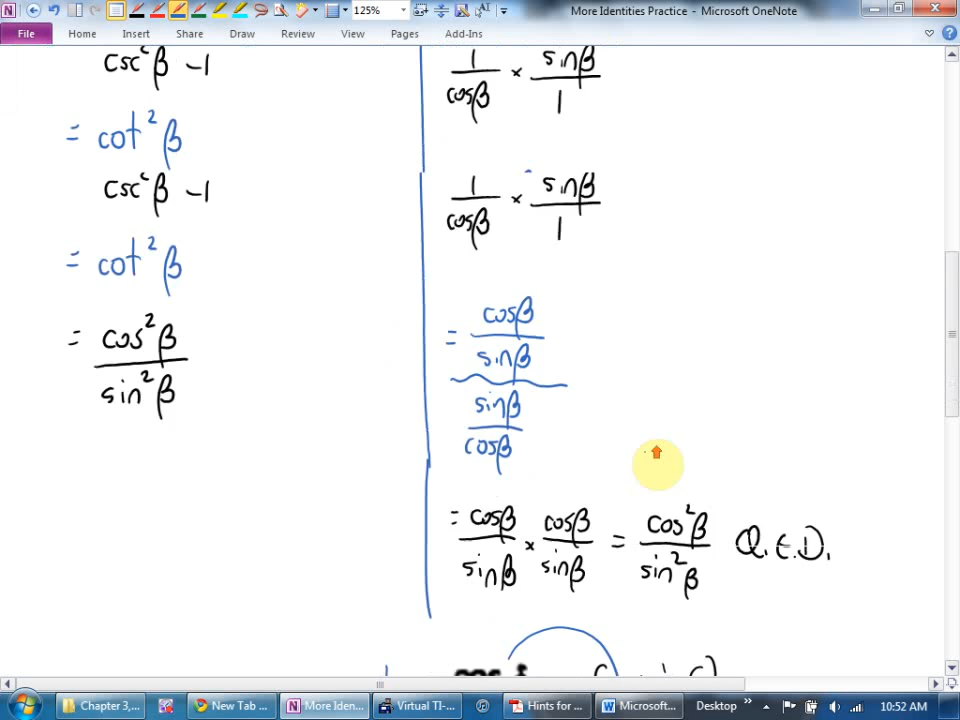 More Identities Practice - Microsoft OneNote
125%
File Home Insert Share Draw Review View Pages Add-Ins
csc²β −1
= cot²β
csc²β −1
= cot²β
= cos²β
sin²β
1/cosβ × sinβ/1
1/cosβ × sinβ/1
= cosβ
sinβ
sinβ
cosβ
= cosβ/sinβ × cosβ/sinβ = cos²β/sin²β Q.E.D.
Chapter 3,... New Tab ... More Iden... Virtual TI-... Hints for ... Microsoft ... Desktop » 10:52 AM